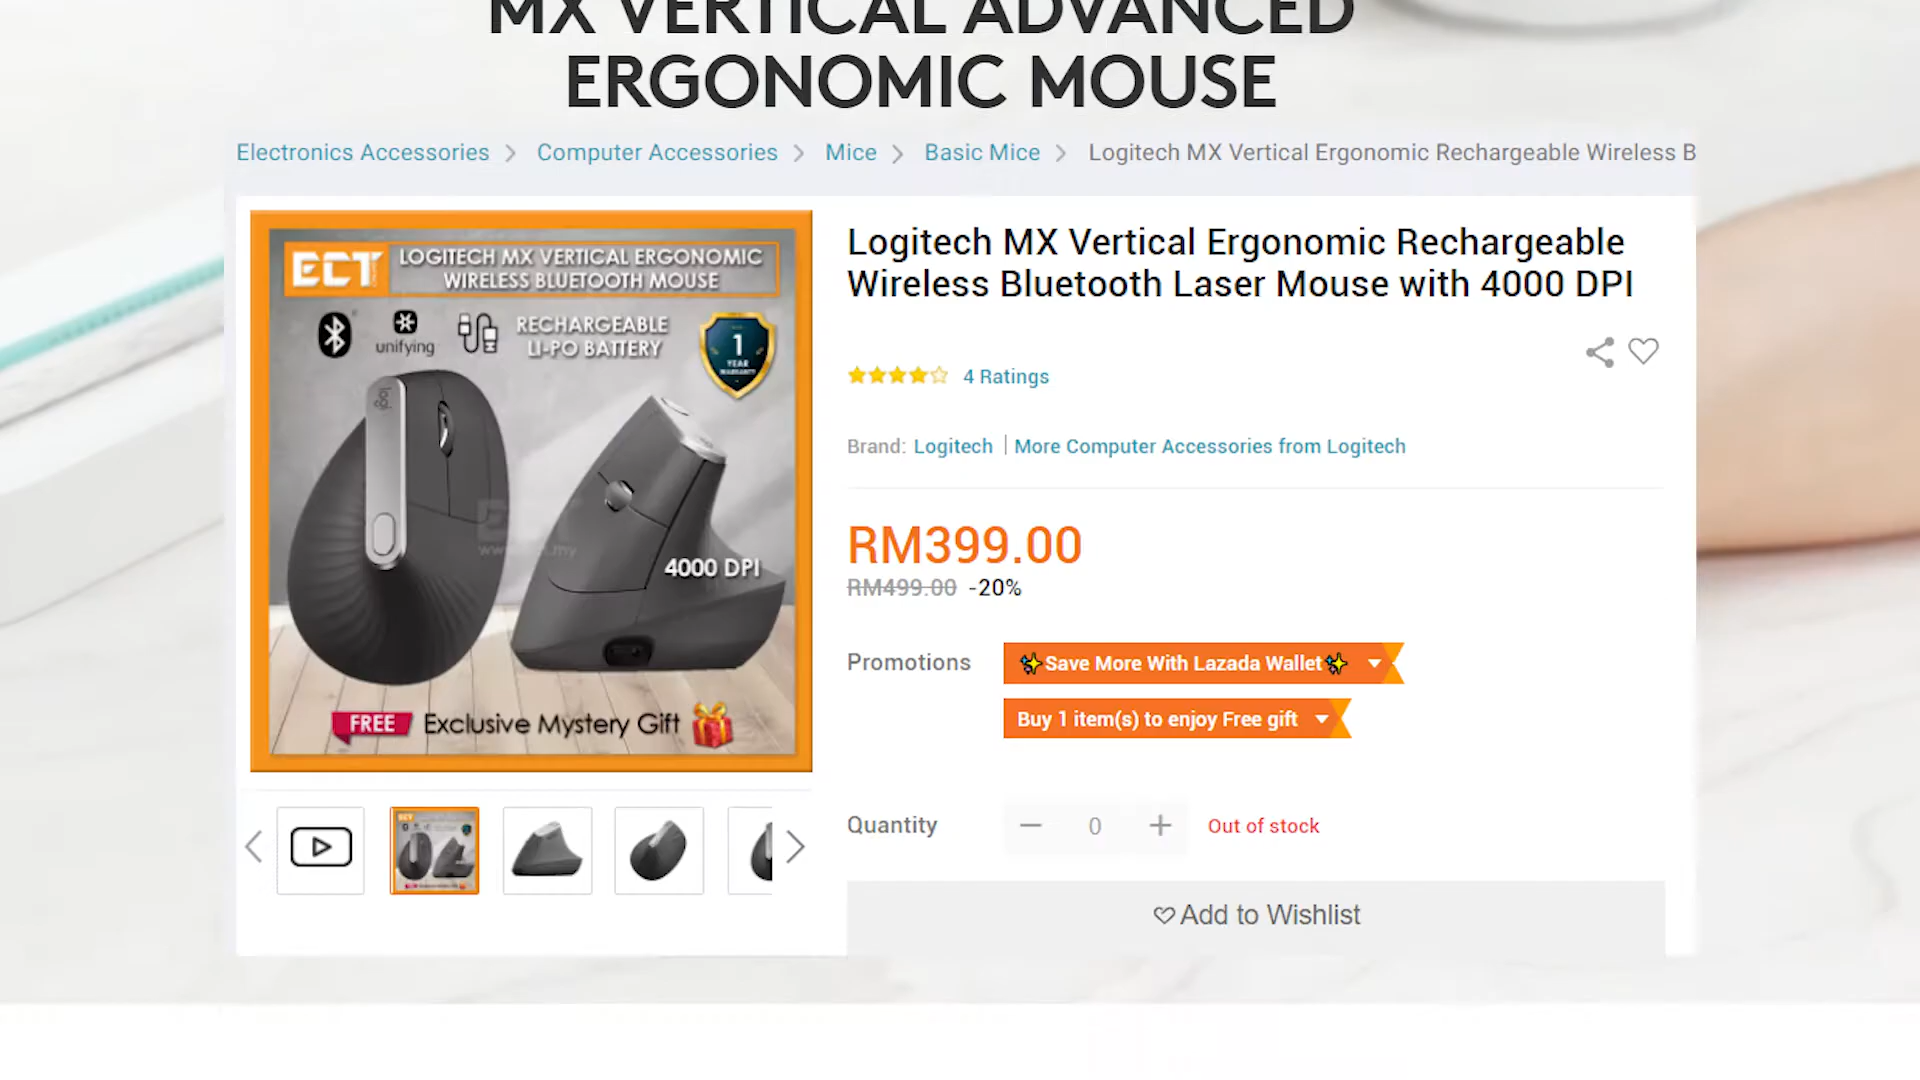 MX VERTICAL ADVANCED
ERGONOMIC MOUSE
Electronics Accessories > Computer Accessories > Mice > Basic Mice > Logitech MX Vertical Ergonomic Rechargeable Wireless B
ECT
LOGITECH MX VERTICAL ERGONOMIC
WIRELESS BLUETOOTH MOUSE
unifying
RECHARGEABLE
LI-PO BATTERY
1
YEAR
WARRANTY
logi
4000 DPI
FREE
Exclusive Mystery Gift
Logitech MX Vertical Ergonomic Rechargeable
Wireless Bluetooth Laser Mouse with 4000 DPI
4 Ratings
Brand: Logitech | More Computer Accessories from Logitech
RM399.00
RM499.00 -20%
Promotions
✨Save More With Lazada Wallet✨
Buy 1 item(s) to enjoy Free gift
Quantity
− 0 +
Out of stock
Add to Wishlist